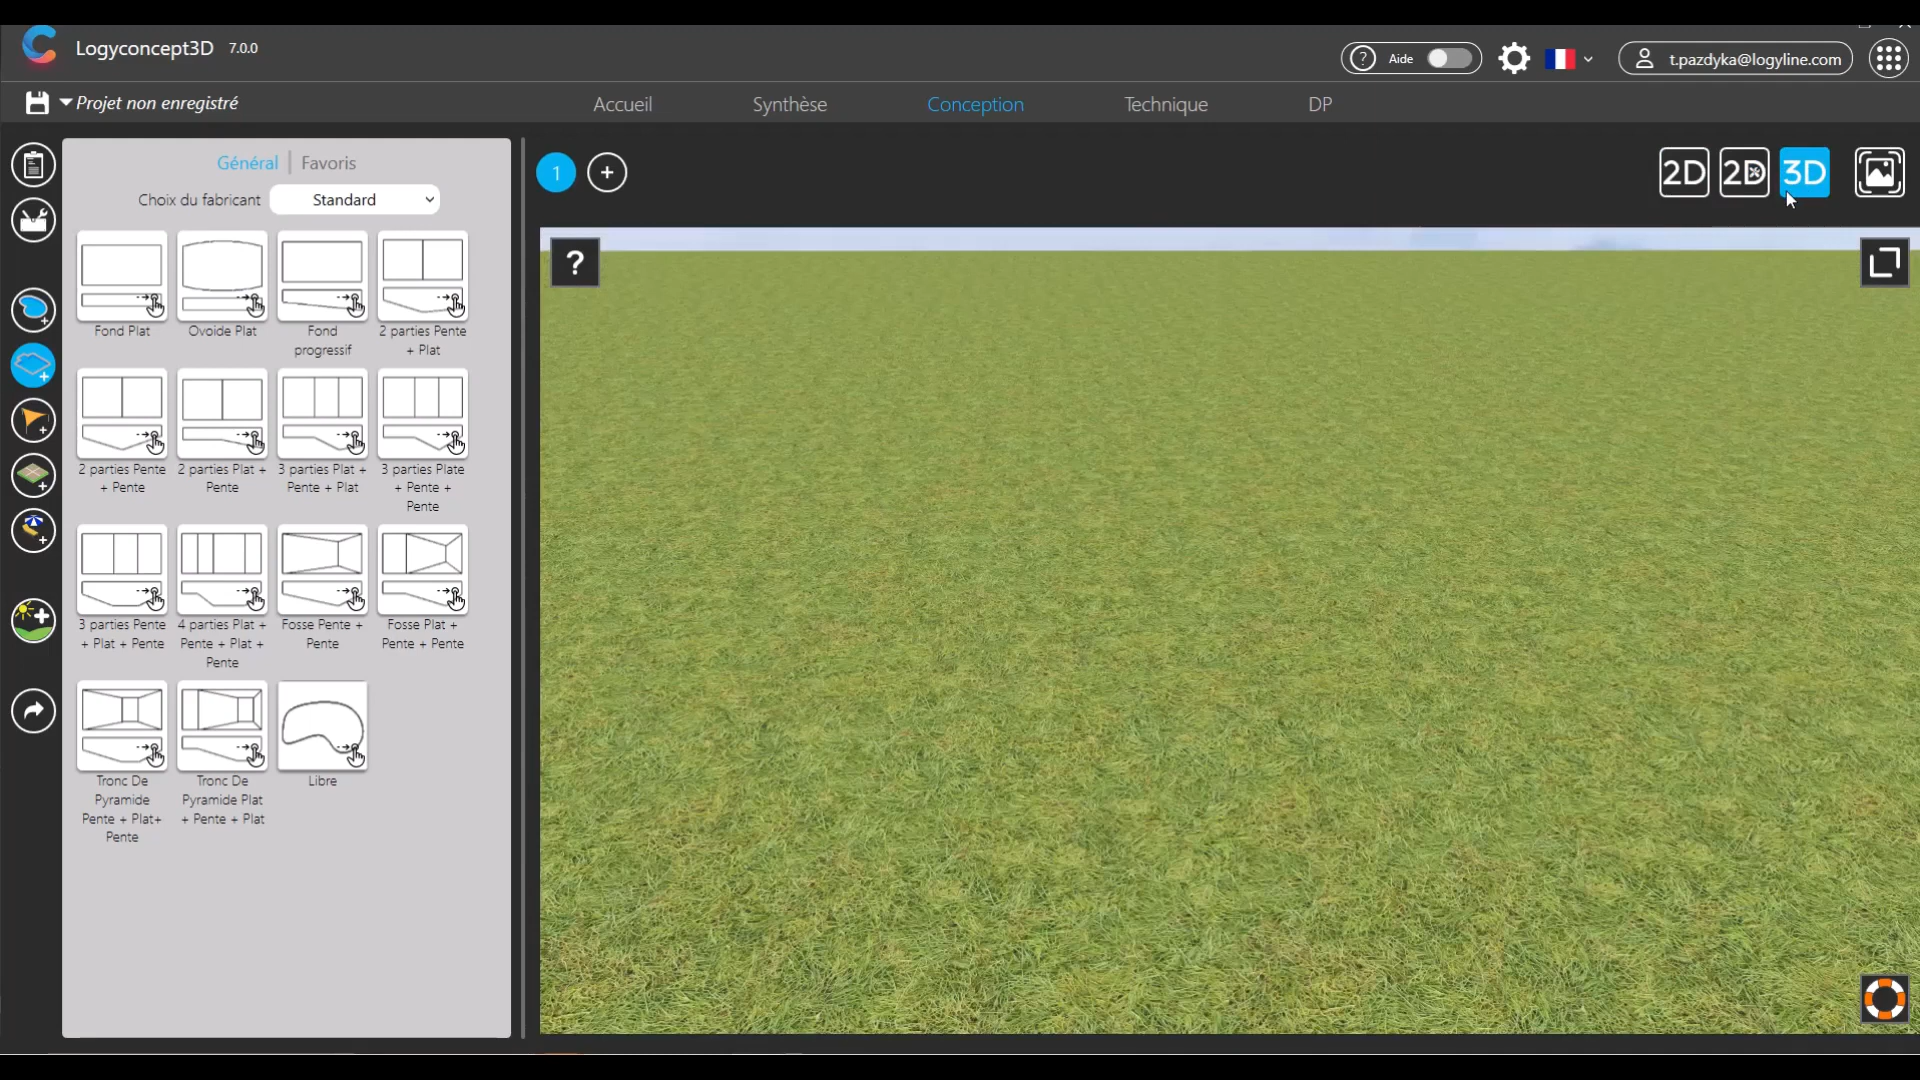 Logyconcept3D 7.0.0
? Aide
t.pazdyka@logyline.com
Projet non enregistré
Accueil
Synthèse
Conception
Technique
DP
Général
Favoris
Choix du fabricant
Standard
1
+
2D
2D
3D
?
Fond Plat
Ovoide Plat
Fond
progressif
2 parties Pente
+ Plat
2 parties Pente
+ Pente
2 parties Plat +
Pente
3 parties Plat +
Pente + Plat
3 parties Plate
+ Pente +
Pente
3 parties Pente
+ Plat + Pente
4 parties Plat +
Pente + Plat +
Pente
Fosse Pente +
Pente
Fosse Plat +
Pente + Pente
Tronc De
Pyramide
Pente + Plat+
Pente
Tronc De
Pyramide Plat
+ Pente + Plat
Libre